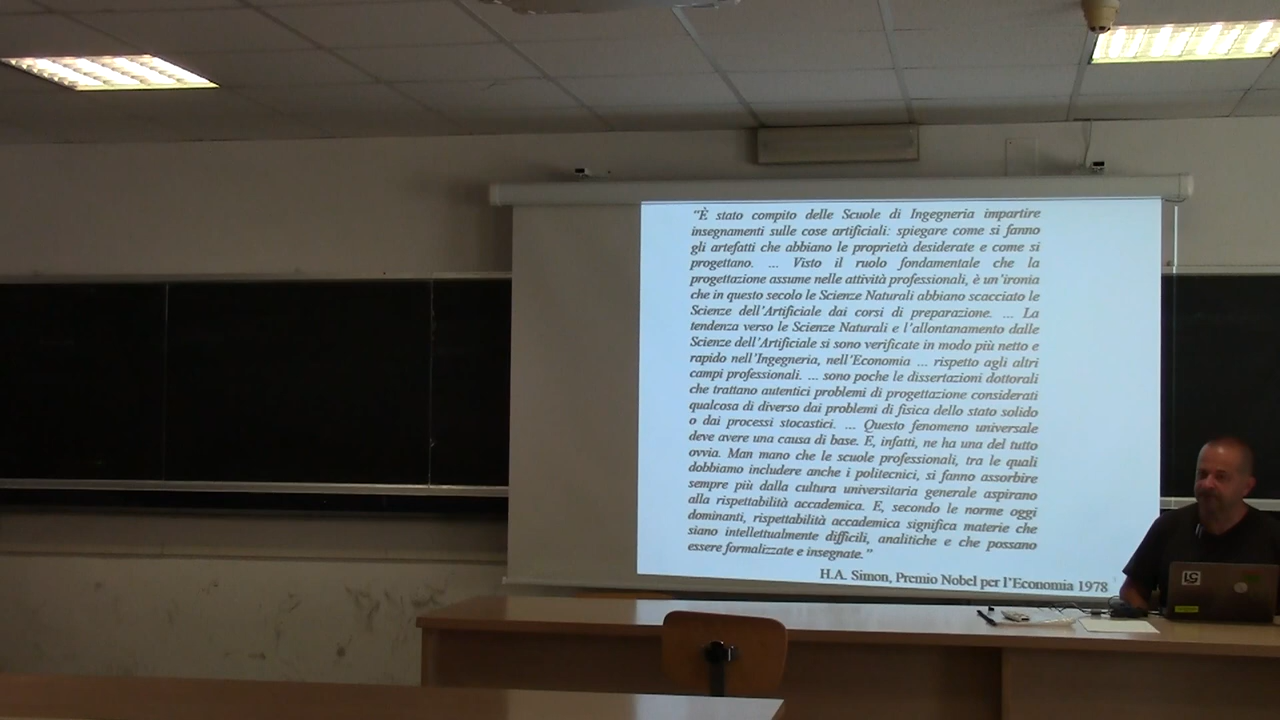 "È stato compito delle Scuole di Ingegneria impartire
insegnamenti sulle cose artificiali: spiegare come si fanno
gli artefatti che abbiano le proprietà desiderate e come si
progettano. ... Visto il ruolo fondamentale che la
progettazione assume nelle attività professionali, è un'ironia
che in questo secolo le Scienze Naturali abbiano scacciato le
Scienze dell'Artificiale dai corsi di preparazione. ... La
tendenza verso le Scienze Naturali e l'allontanamento dalle
Scienze dell'Artificiale si sono verificate in modo più netto e
rapido nell'Ingegneria, nell'Economia ... rispetto agli altri
campi professionali. ... sono poche le dissertazioni dottorali
che trattano autentici problemi di progettazione considerati
qualcosa di diverso dai problemi di fisica dello stato solido
o dai processi stocastici. ... Questo fenomeno universale
deve avere una causa di base. E, infatti, ne ha una del tutto
ovvia. Man mano che le scuole professionali, tra le quali
dobbiamo includere anche i politecnici, si fanno assorbire
sempre più dalla cultura universitaria generale aspirano
alla rispettabilità accademica. E, secondo le norme oggi
dominanti, rispettabilità accademica significa materie che
siano intellettualmente difficili, analitiche e che possano
essere formalizzate e insegnate."
H.A. Simon, Premio Nobel per l'Economia 1978